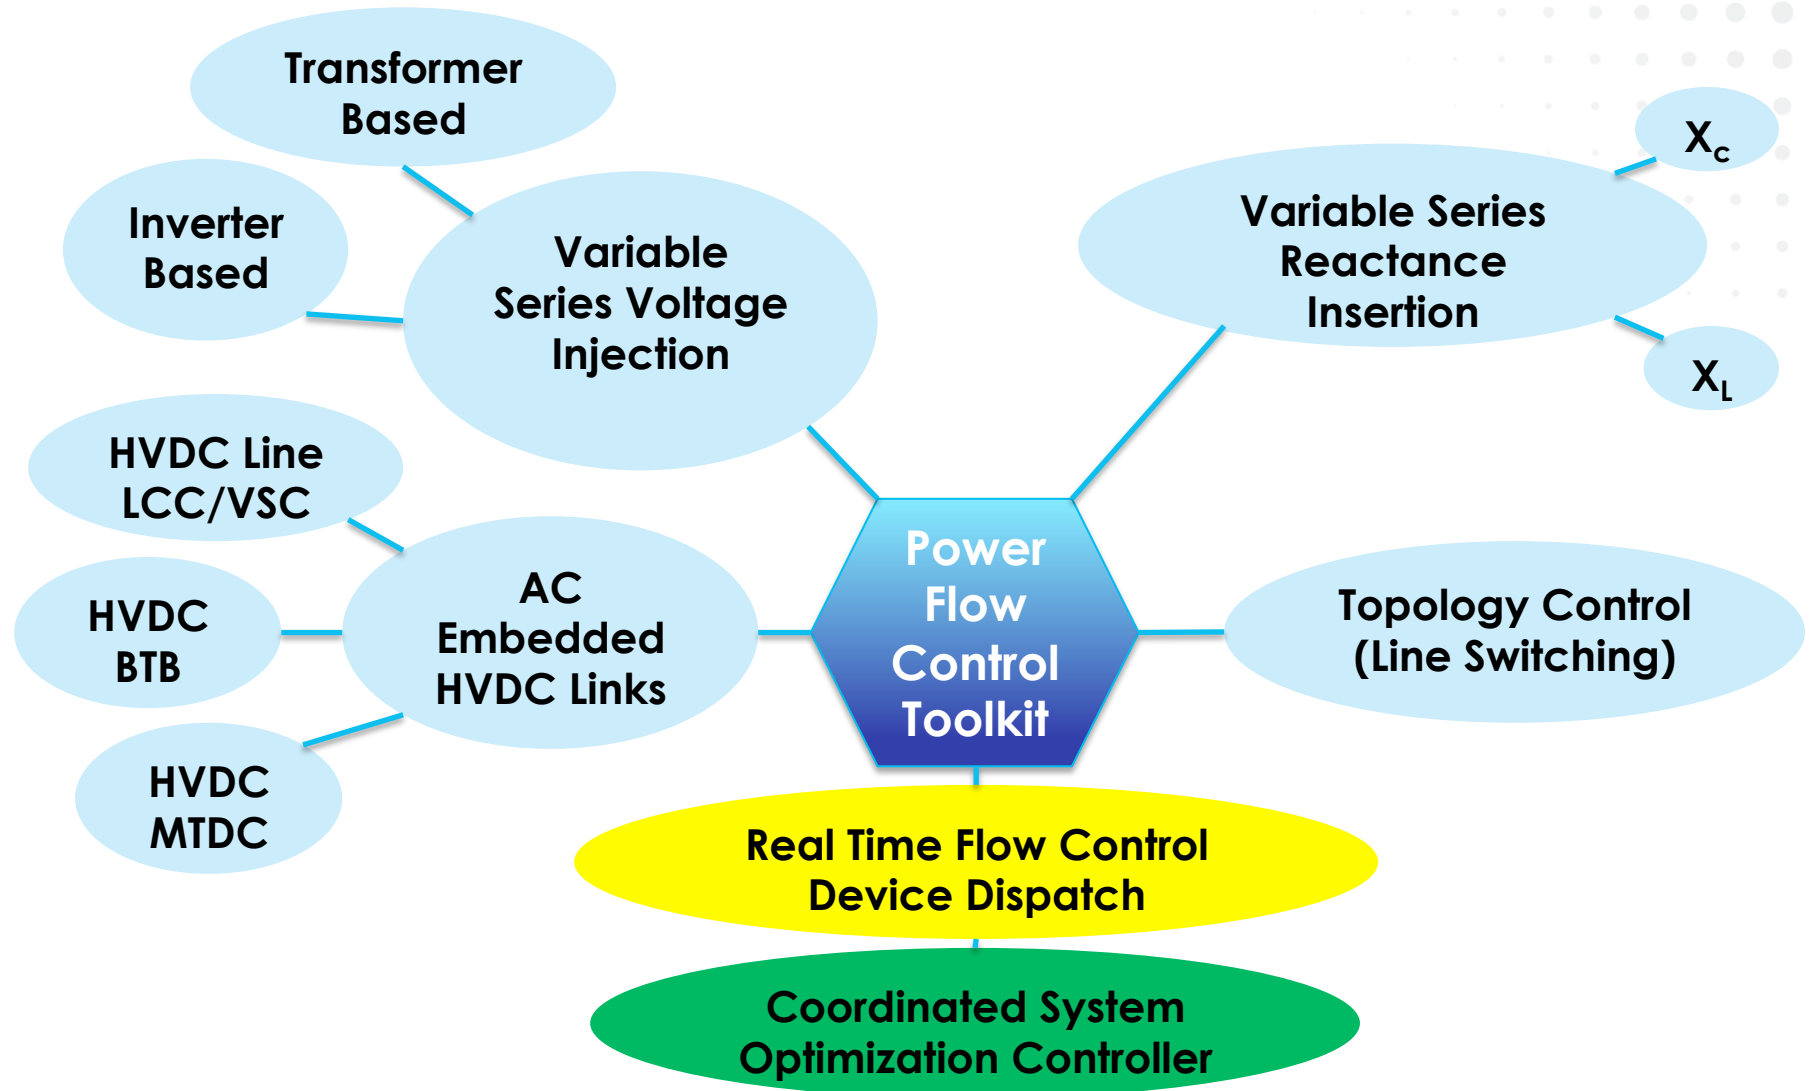 Transformer
Based
Inverter
Based
Variable
Series Voltage
Injection
HVDC Line
LCC/VSC
HVDC
BTB
HVDC
MTDC
AC
Embedded
HVDC Links
Power
Flow
Control
Toolkit
Variable Series
Reactance
Insertion
Xc
XL
Topology Control
(Line Switching)
Real Time Flow Control
Device Dispatch
Coordinated System
Optimization Controller